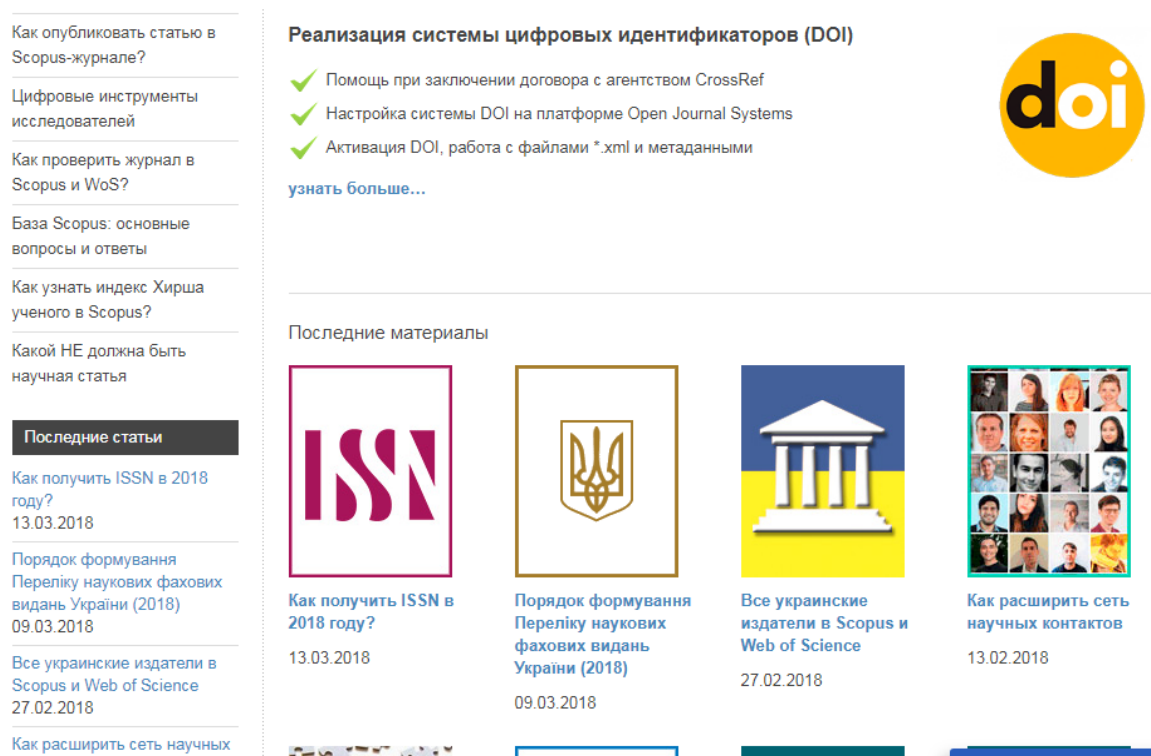 Как опубликовать статью в
Scopus-журнале?
Цифровые инструменты
исследователей
Как проверить журнал в
Scopus и WoS?
База Scopus: основные
вопросы и ответы
Как узнать индекс Хирша
ученого в Scopus?
Какой НЕ должна быть
научная статья
Последние статьи
Как получить ISSN в 2018
году?
13.03.2018
Порядок формування
Переліку наукових фахових
видань України (2018)
09.03.2018
Все украинские издатели в
Scopus и Web of Science
27.02.2018
Как расширить сеть научных
Реализация системы цифровых идентификаторов (DOI)
Помощь при заключении договора с агентством CrossRef
Настройка системы DOI на платформе Open Journal Systems
Активация DOI, работа с файлами *.xml и метаданными
узнать больше...
doi
Последние материалы
ISSN
Как получить ISSN в
2018 году?
13.03.2018
Порядок формування
Переліку наукових
фахових видань
України (2018)
09.03.2018
Все украинские
издатели в Scopus и
Web of Science
27.02.2018
Как расширить сеть
научных контактов
13.02.2018